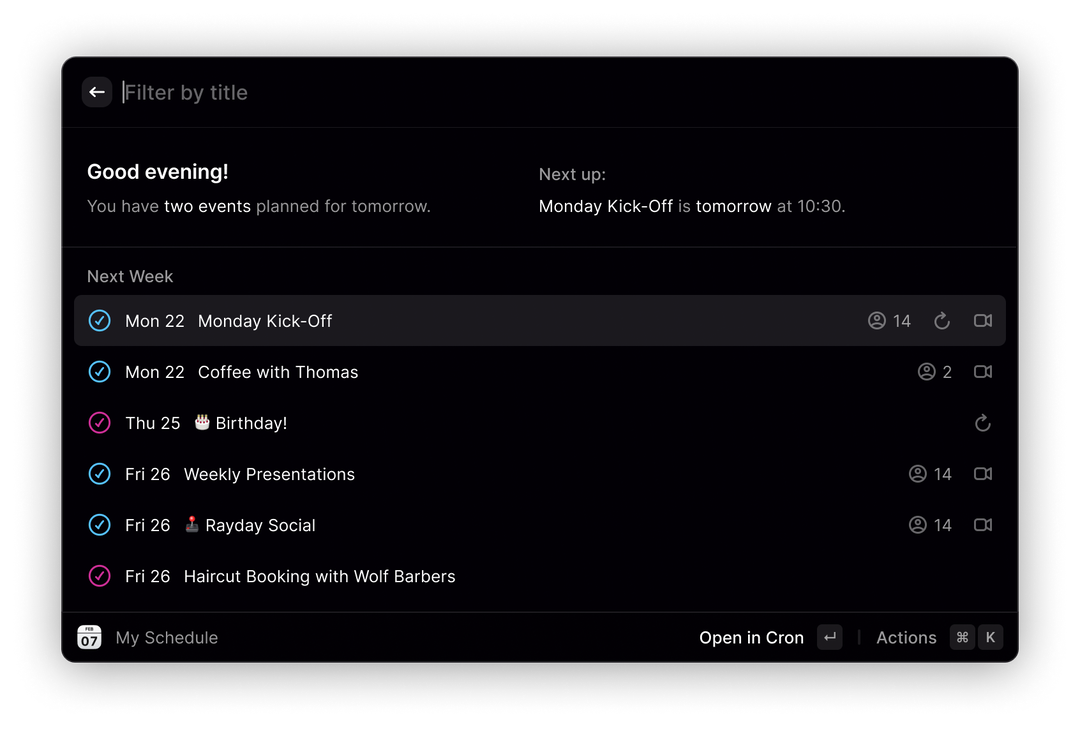 Filter by title
Good evening!
You have two events planned for tomorrow.
Next up:
Monday Kick-Off is tomorrow at 10:30.
Next Week
Mon 22 Monday Kick-Off 14
Mon 22 Coffee with Thomas 2
Thu 25 🎂 Birthday!
Fri 26 Weekly Presentations 14
Fri 26 🕹️ Rayday Social 14
Fri 26 Haircut Booking with Wolf Barbers
FEB
07
My Schedule
Open in Cron ↵ | Actions ⌘ K